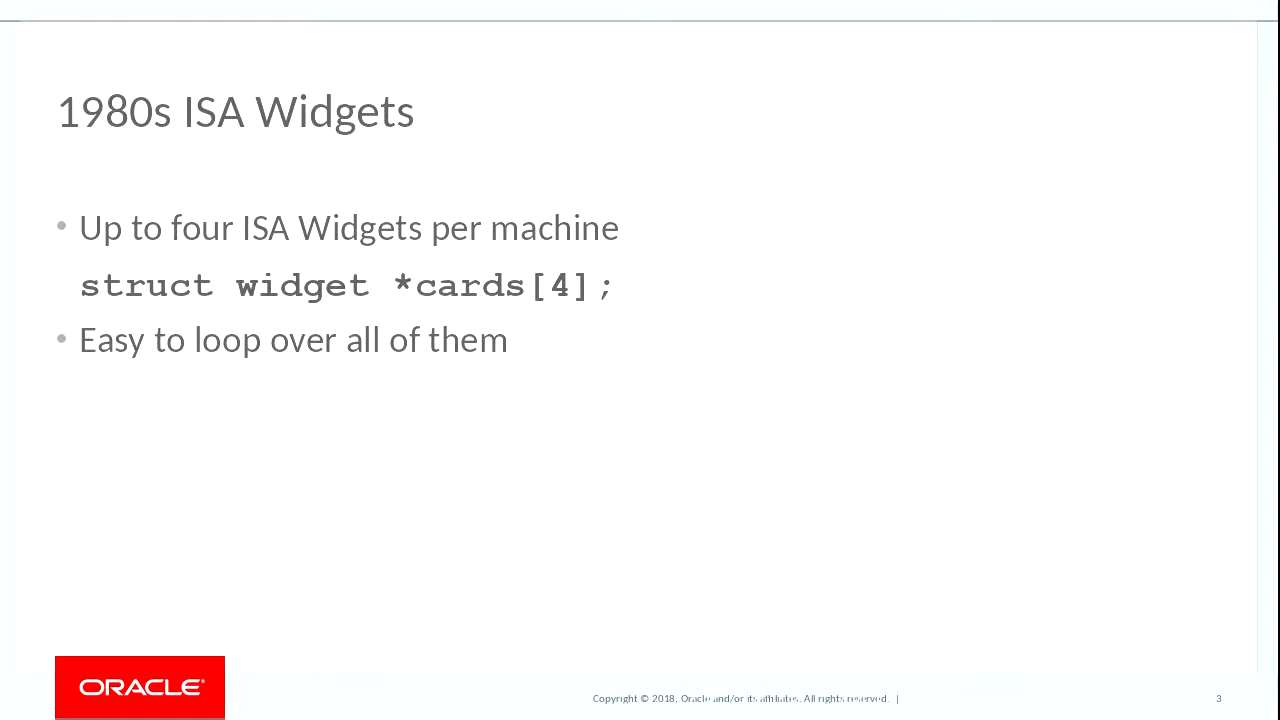 1980s ISA Widgets
• Up to four ISA Widgets per machine
struct widget *cards[4];
• Easy to loop over all of them
ORACLE®
Copyright © 2018, Oracle and/or its affiliates. All rights reserved. |
3